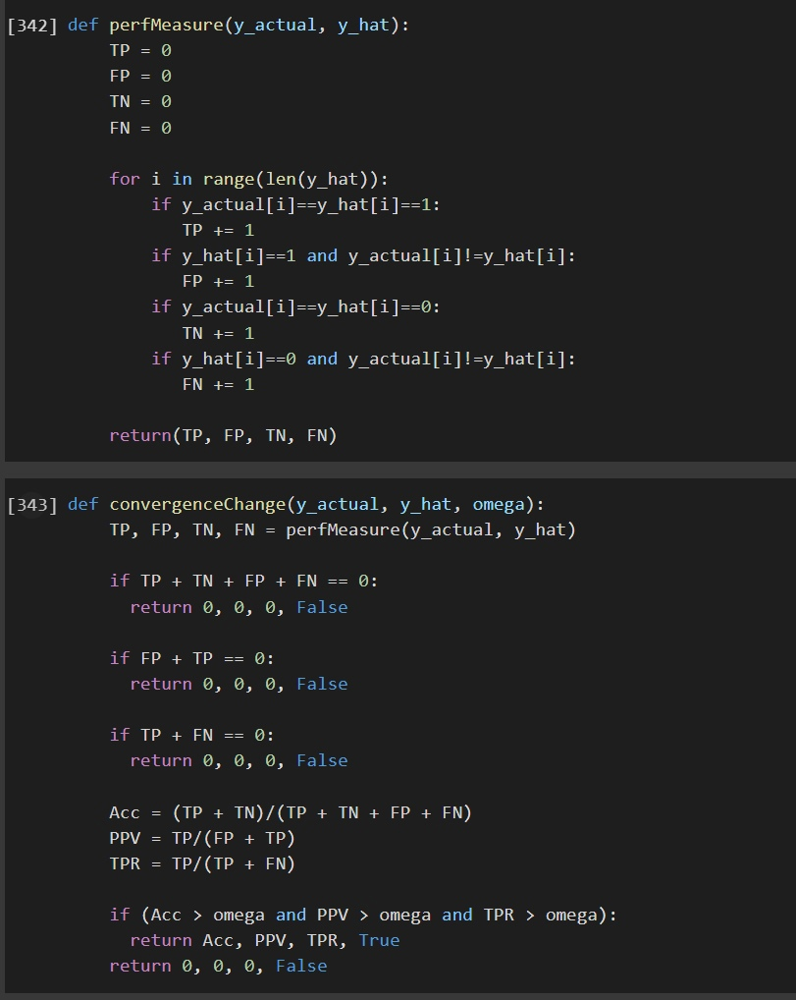 [342] def perfMeasure(y_actual, y_hat):
TP = 0
FP = 0
TN = 0
FN = 0
for i in range(len(y_hat)):
if y_actual[i]==y_hat[i]==1:
TP += 1
if y_hat[i]==1 and y_actual[i]!=y_hat[i]:
FP += 1
if y_actual[i]==y_hat[i]==0:
TN += 1
if y_hat[i]==0 and y_actual[i]!=y_hat[i]:
FN += 1
return(TP, FP, TN, FN)
[343] def convergenceChange(y_actual, y_hat, omega):
TP, FP, TN, FN = perfMeasure(y_actual, y_hat)
if TP + TN + FP + FN == 0:
return 0, 0, 0, False
if FP + TP == 0:
return 0, 0, 0, False
if TP + FN == 0:
return 0, 0, 0, False
Acc = (TP + TN)/(TP + TN + FP + FN)
PPV = TP/(FP + TP)
TPR = TP/(TP + FN)
if (Acc > omega and PPV > omega and TPR > omega):
return Acc, PPV, TPR, True
return 0, 0, 0, False